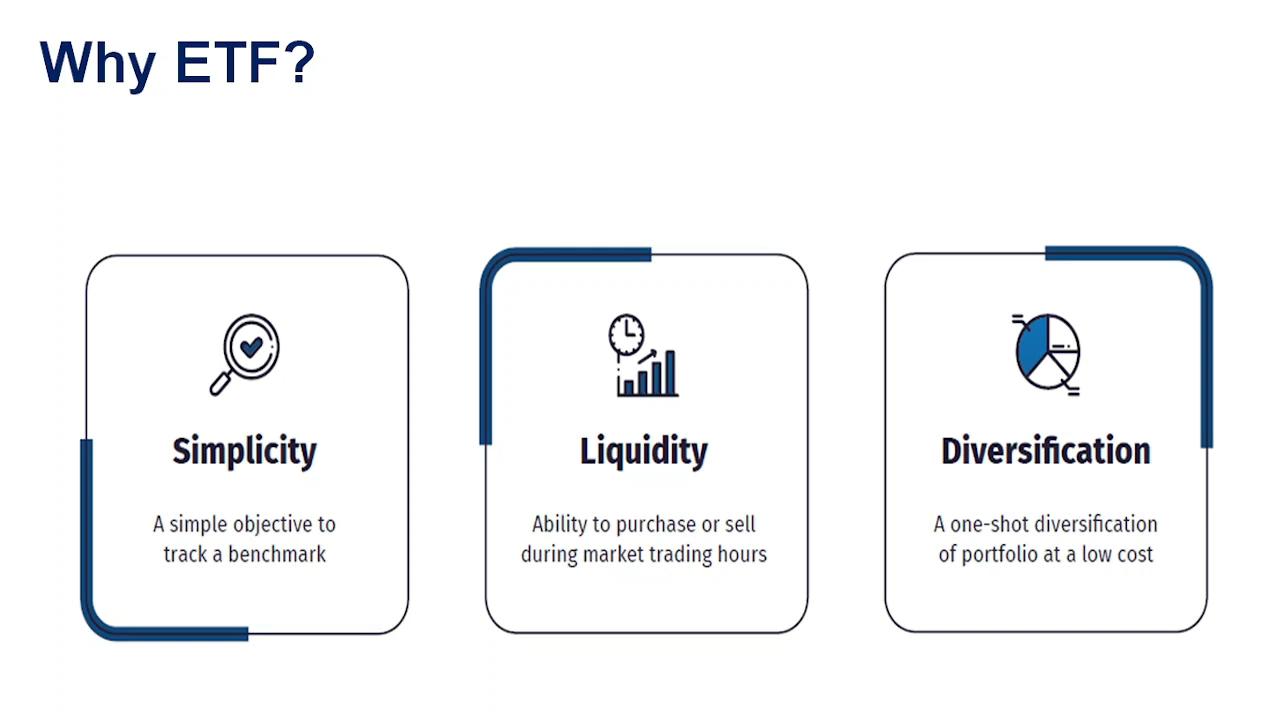 Why ETF?
Simplicity
A simple objective to
track a benchmark
Liquidity
Ability to purchase or sell
during market trading hours
Diversification
A one-shot diversification
of portfolio at a low cost